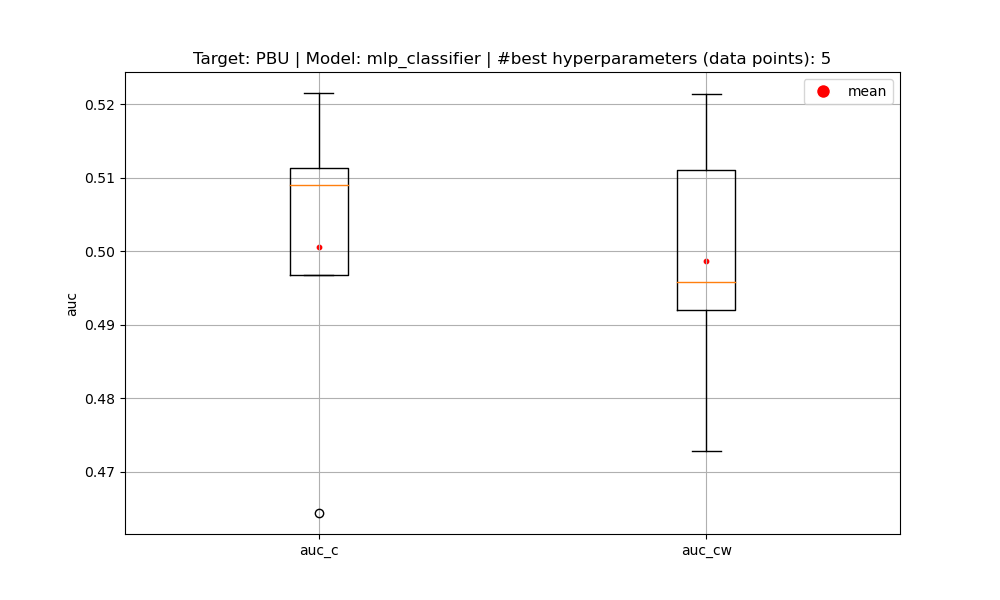 Target: PBU | Model: mlp_classifier | #best hyperparameters (data points): 5
mean
0.52
0.51
0.50
0.49
0.48
0.47
auc
auc_c
auc_cw